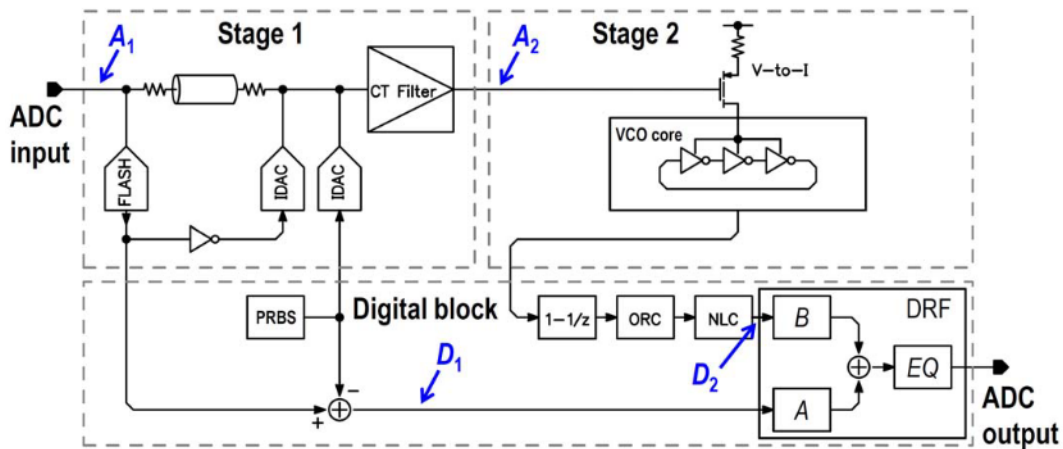 Stage 1
Stage 2
A₁
A₂
V-to-I
ADC
input
CT Filter
VCO core
FLASH
IDAC
IDAC
PRBS
Digital block
1-1/z
ORC
NLC
B
DRF
D₁
D₂
EQ
−
+
A
ADC
output